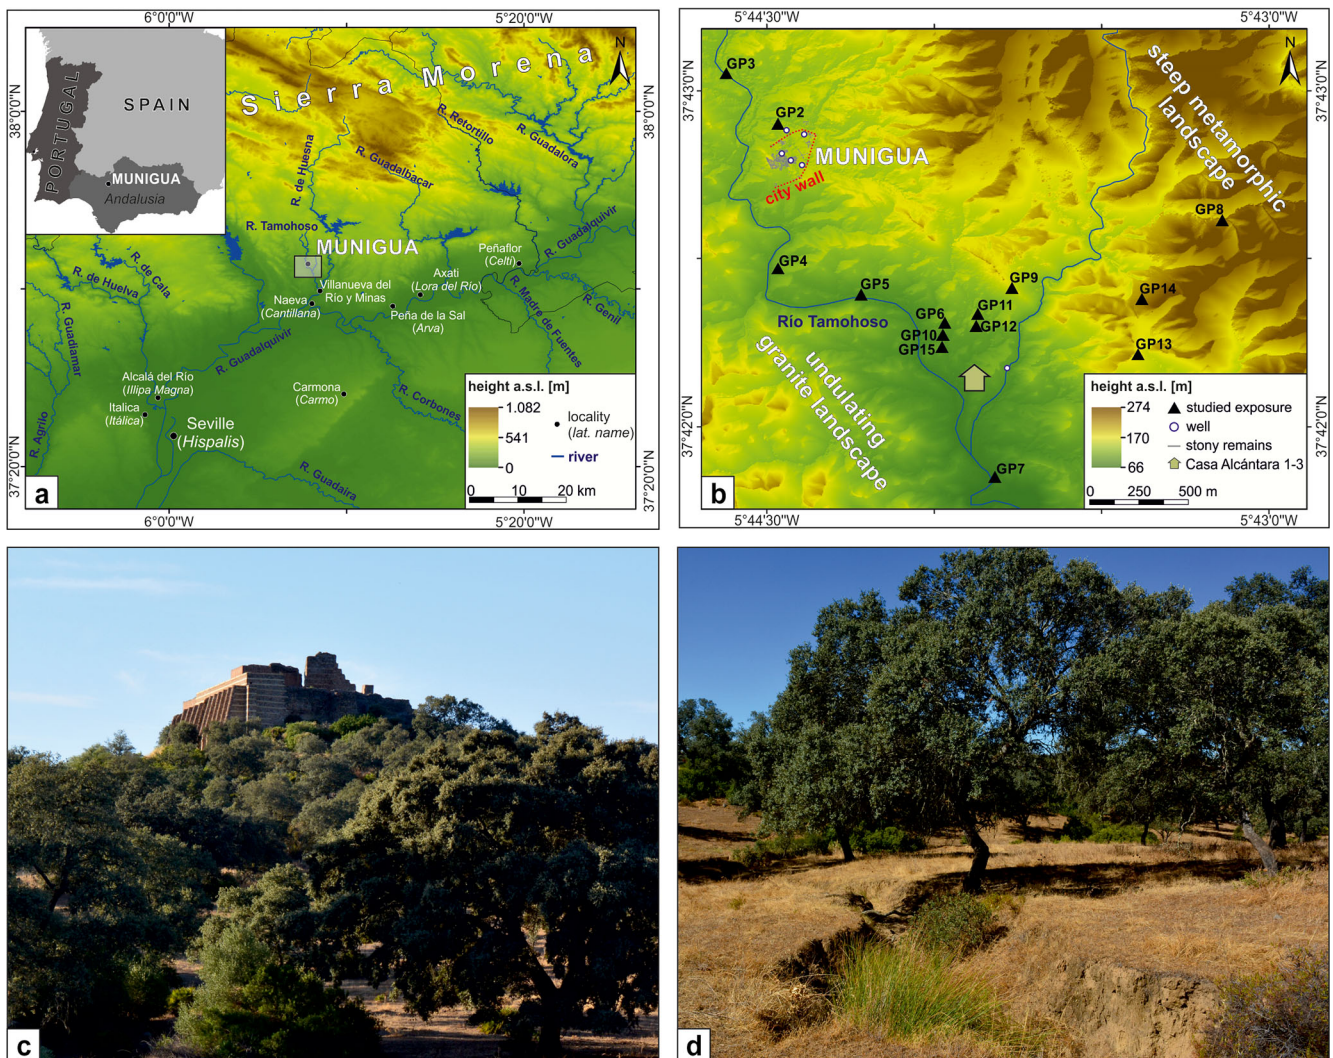 6°0'0"W
5°20'0"W
38°0'0"N
38°0'0"N
37°20'0"N
37°20'0"N
6°0'0"W
5°20'0"W
PORTUGAL
SPAIN
MUNIGUA
Andalusia
Sierra Morena
N
R. de Huesna
R. Retortillo
R. Guadalora
R. Guadalbacar
R. Tamohoso
MUNIGUA
R. Guadalquivir
Peñaflor
(Celti)
R. de Cala
R. de Huelva
Axati
(Lora del Río)
Villanueva del
Río y Minas
Naeva
(Cantillana)
Peña de la Sal
(Arva)
R. Genil
R. Madre de Fuentes
R. Guadiamar
R. Guadalquivir
Alcalá del Río
(Illipa Magna)
Carmona
(Carmo)
R. Corbones
Italica
(Itálica)
Seville
(Hispalis)
R. Agrio
R. Guadaira
height a.s.l. [m]
1.082
541
0
locality
(lat. name)
river
0 10 20 km
a
5°44'30"W
5°43'0"W
37°43'0"N
37°43'0"N
37°42'0"N
37°42'0"N
5°44'30"W
5°43'0"W
N
GP3
GP2
MUNIGUA
city wall
steep metamorphic
landscape
GP8
GP4
GP5
GP9
GP14
GP11
Río Tamohoso
GP6
GP12
GP10
GP15
GP13
undulating
granite landscape
GP7
height a.s.l. [m]
274
170
66
studied exposure
well
stony remains
Casa Alcántara 1-3
0 250 500 m
b
c
d